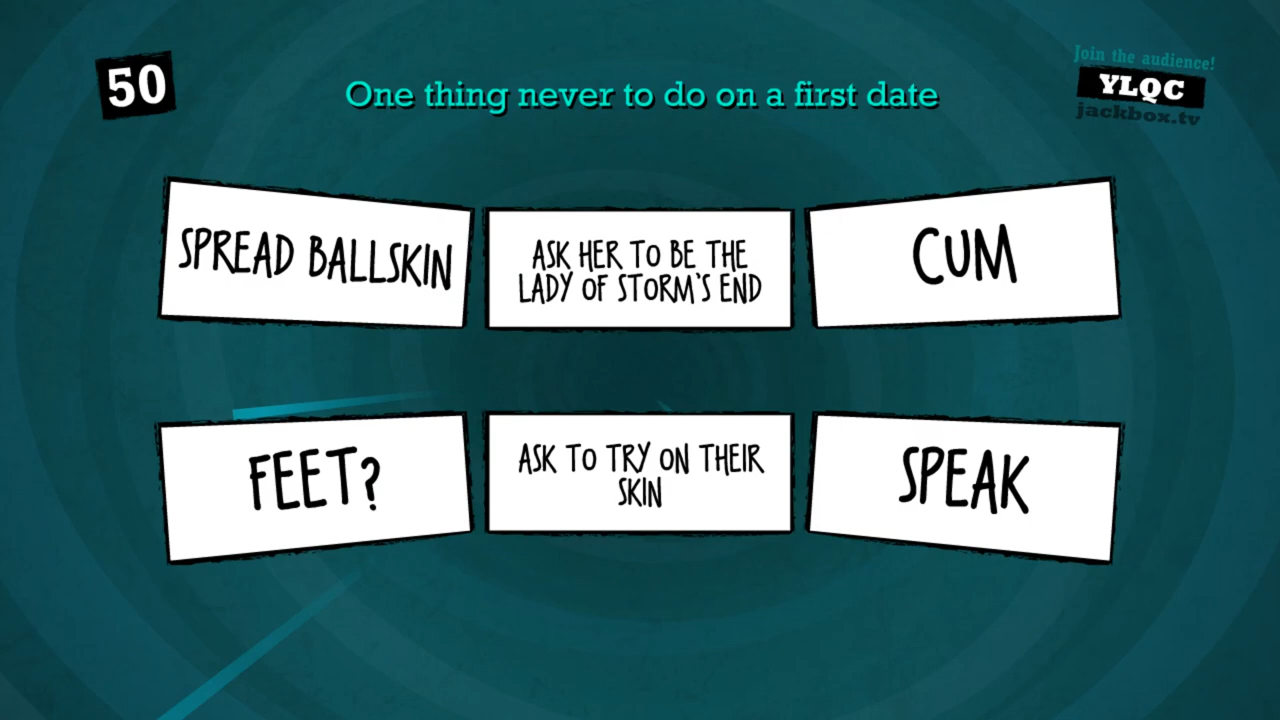 50
One thing never to do on a first date
Join the audience!
YLQC
jackbox.tv
SPREAD BALLSKIN
ASK HER TO BE THE
LADY OF STORM'S END
CUM
FEET?
ASK TO TRY ON THEIR
SKIN
SPEAK